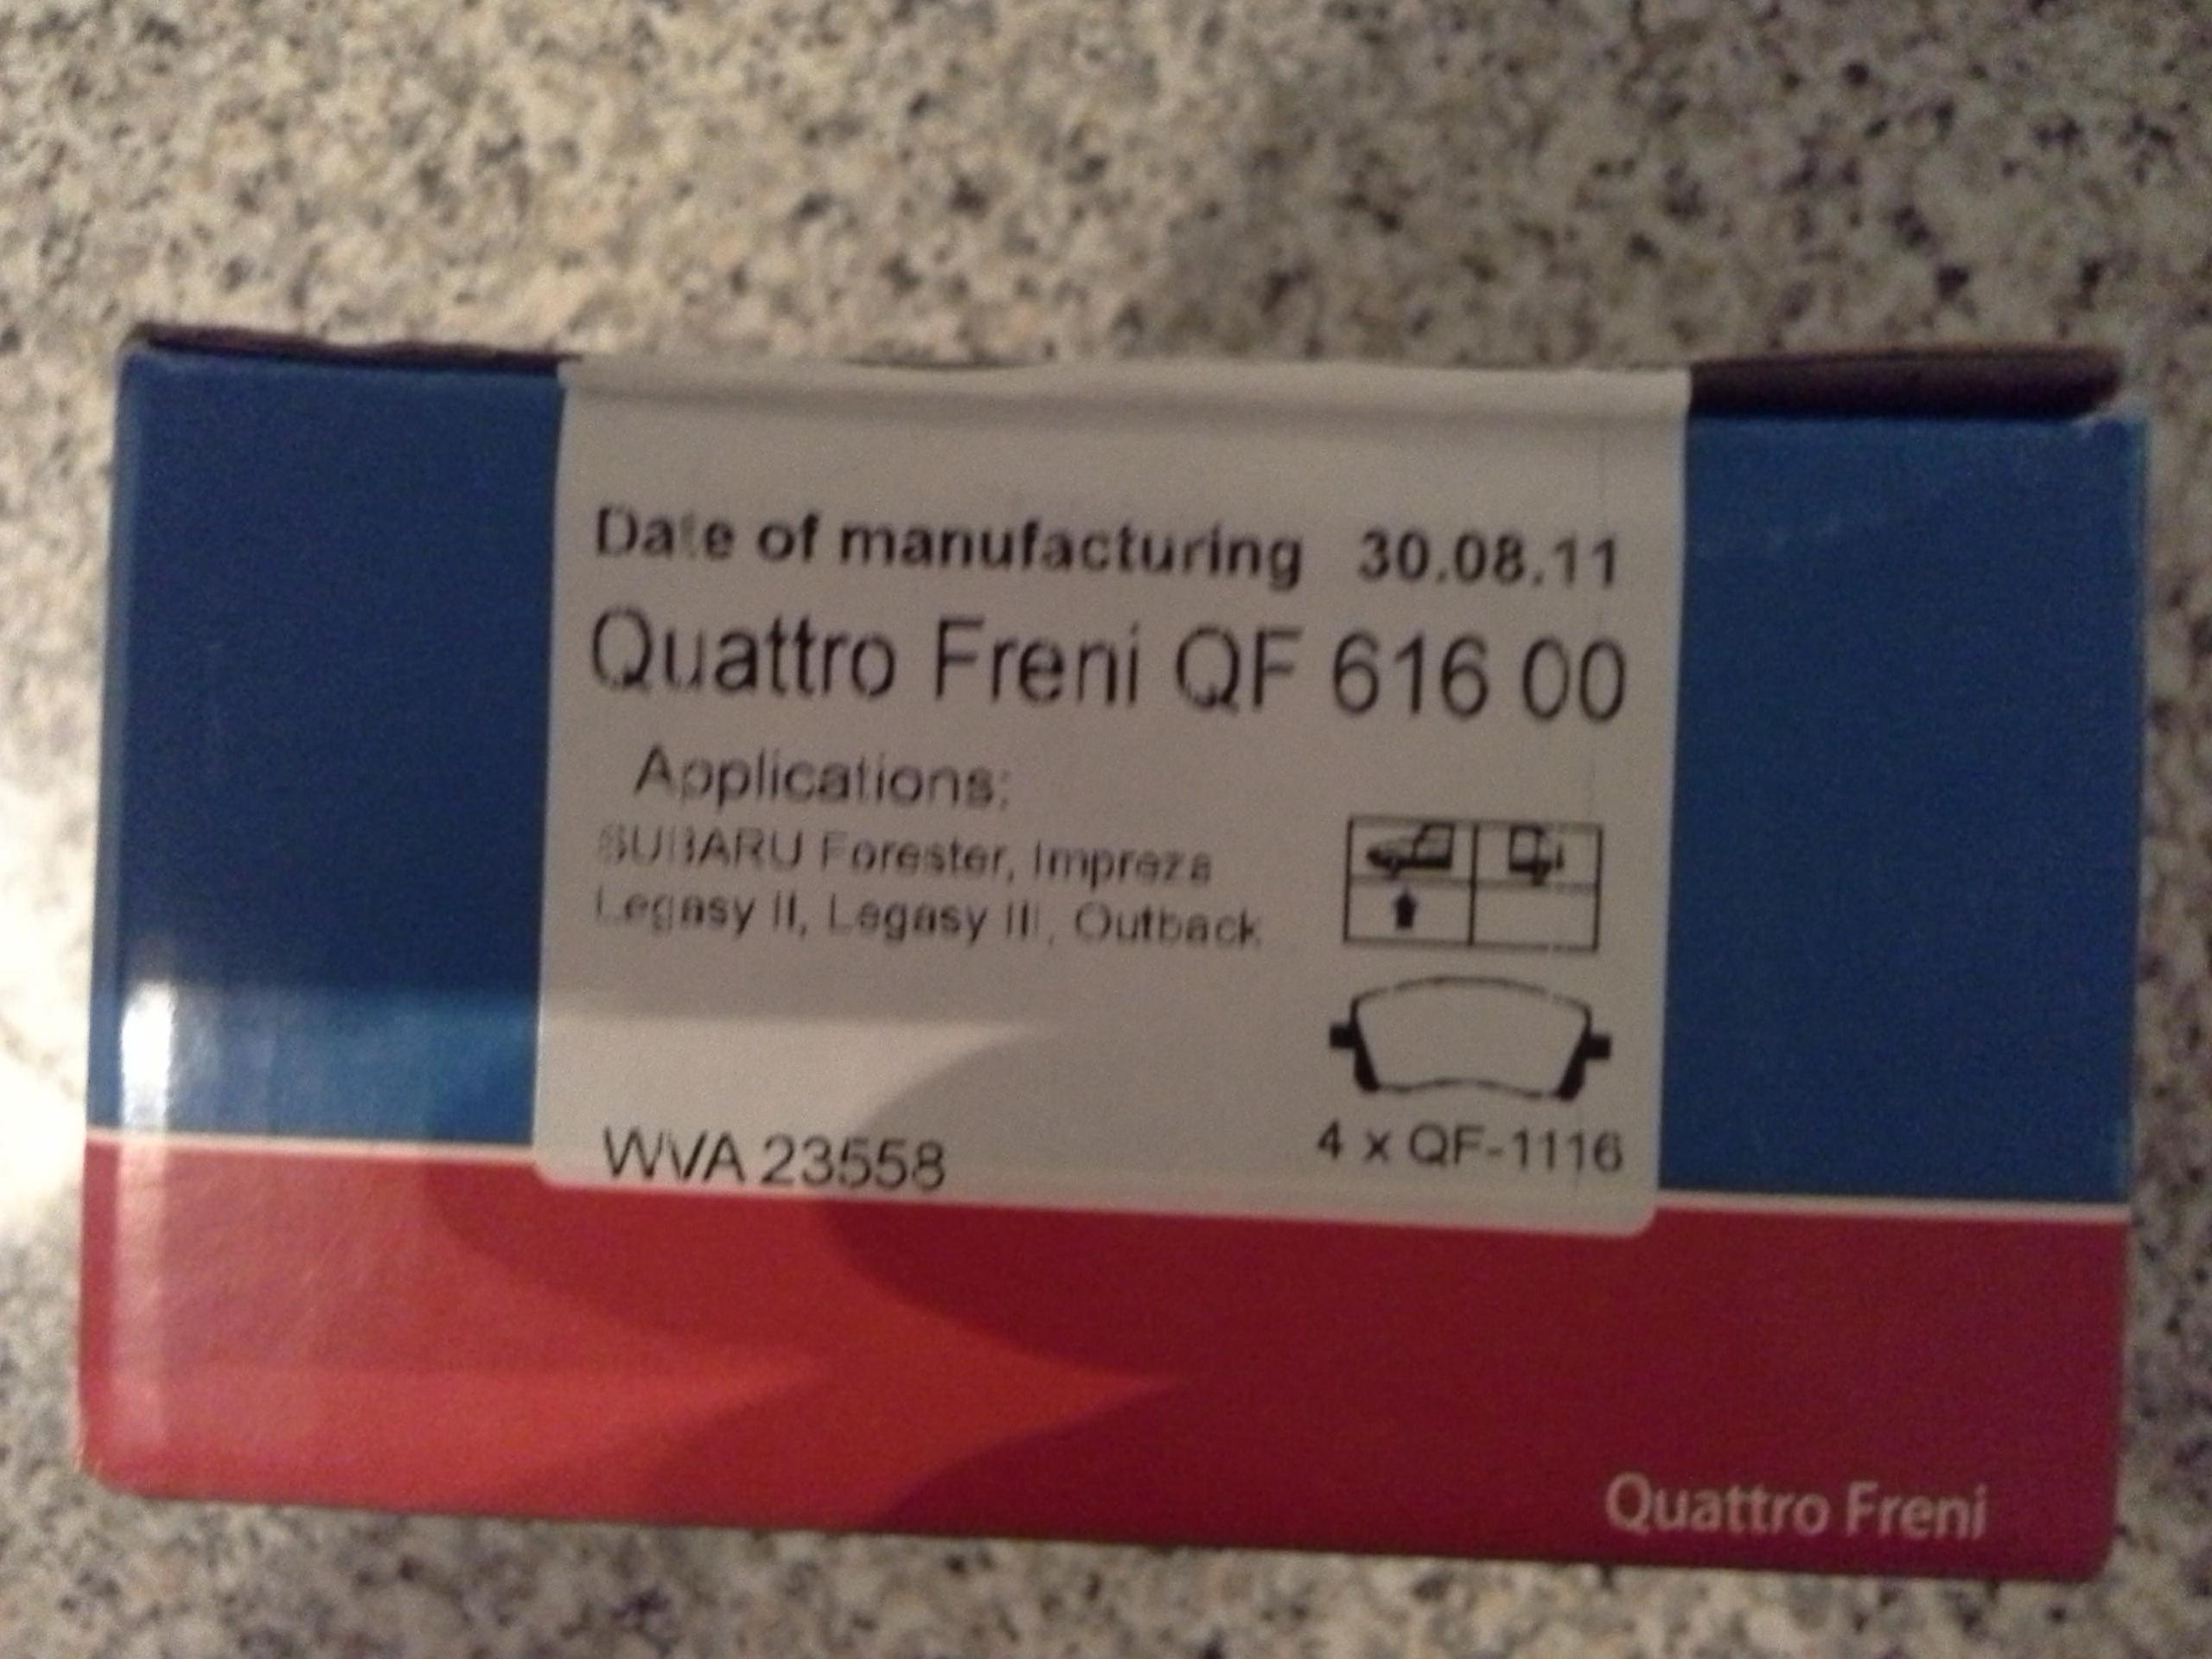 Date of manufacturing 30.08.11
Quattro Freni QF 616 00
Applications:
SUBARU Forester, Impreza
Legasy II, Legasy III, Outback
WVA 23558
4 x QF-1116
Quattro Freni